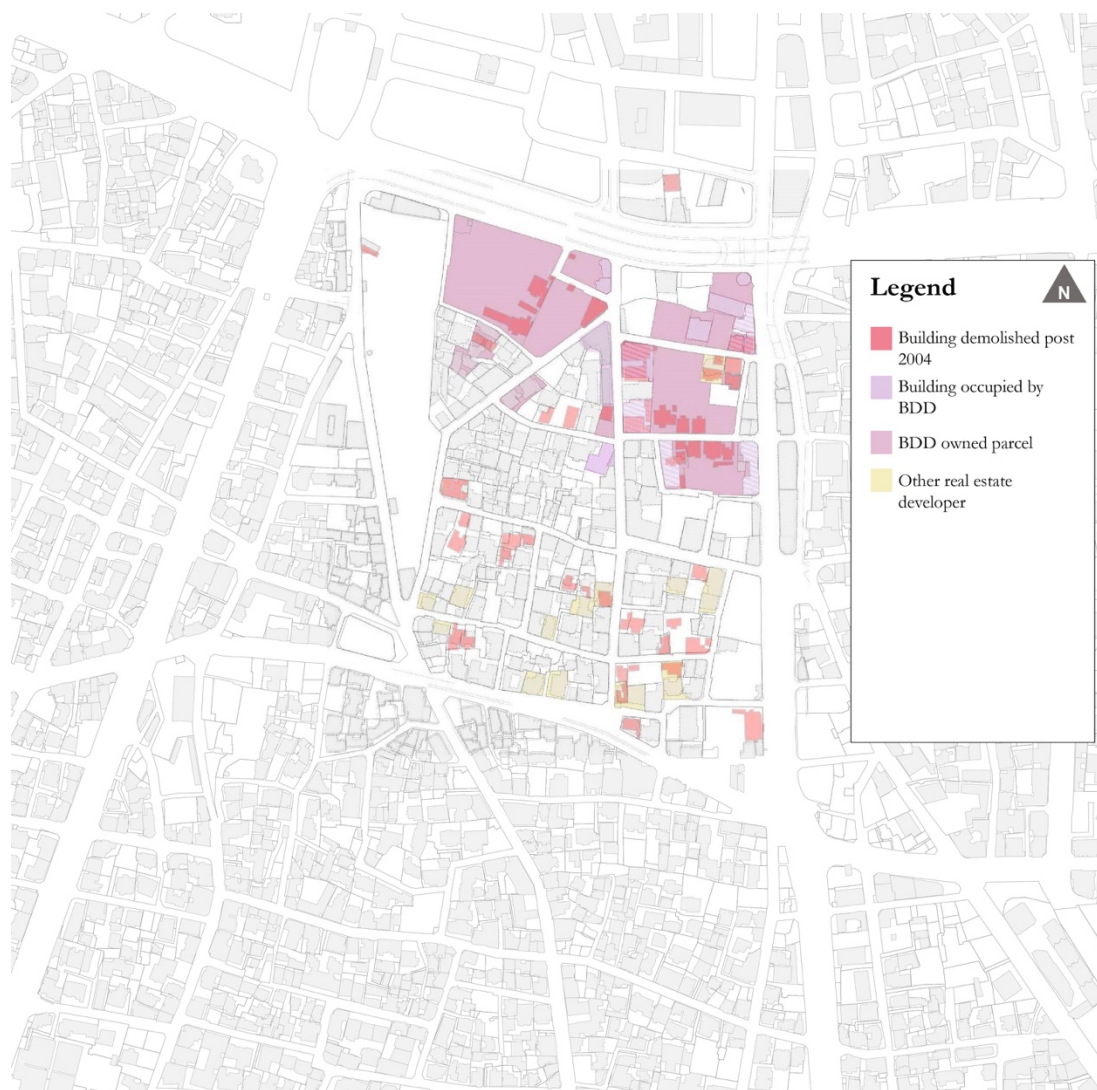 Legend
N
Building demolished post
2004
Building occupied by
BDD
BDD owned parcel
Other real estate
developer